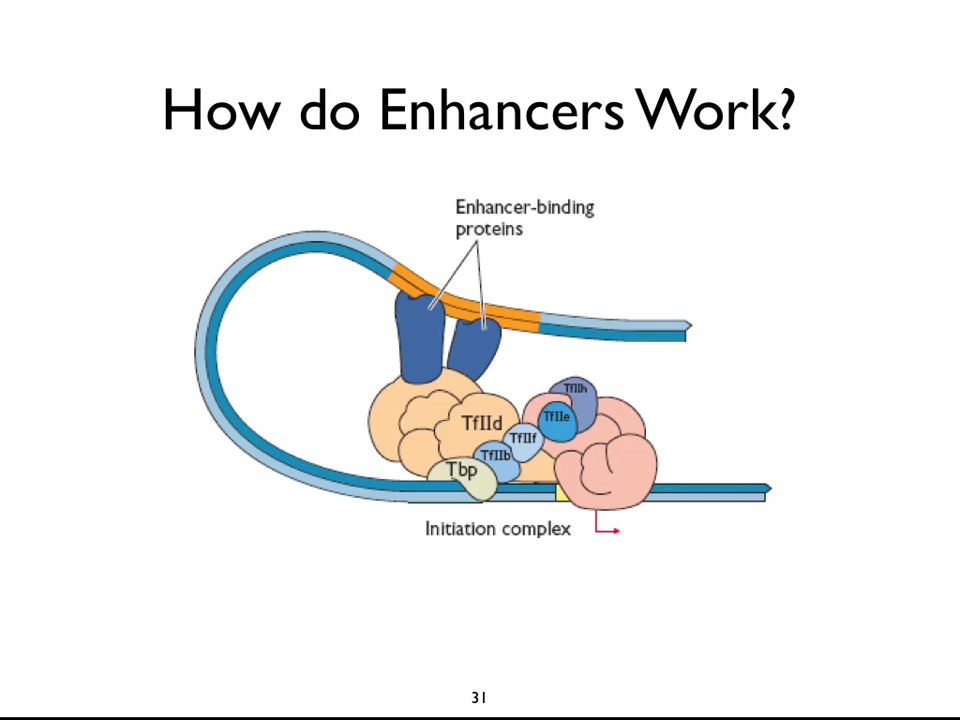 How do Enhancers Work?
Enhancer-binding
proteins
TfIIh
TfIIe
TfIId
TfIIf
TfIIb
Tbp
Initiation complex
31